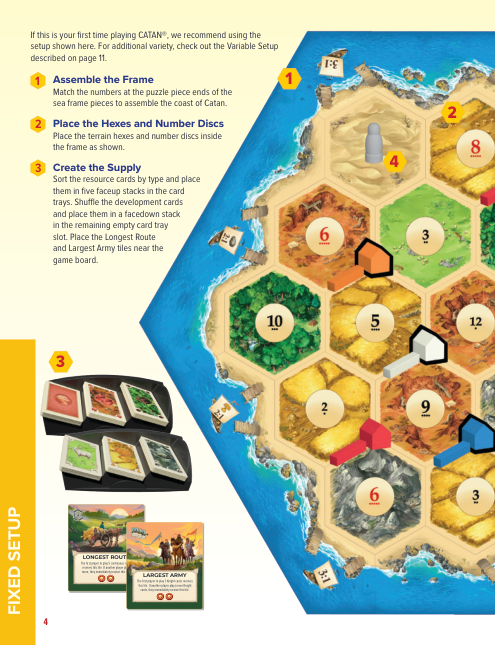 If this is your first time playing CATAN®, we recommend using the
setup shown here. For additional variety, check out the Variable Setup
described on page 11.
1 Assemble the Frame
Match the numbers at the puzzle piece ends of the
sea frame pieces to assemble the coast of Catan.
2 Place the Hexes and Number Discs
Place the terrain hexes and number discs inside
the frame as shown.
3 Create the Supply
Sort the resource cards by type and place
them in five faceup stacks in the card
trays. Shuffle the development cards
and place them in a facedown stack
in the remaining empty card tray
slot. Place the Longest Route
and Largest Army tiles near the
game board.
1
3:1
2
8
4
6
3
2:1
10
5
12
3
2
9
2:1
6
3
3:1
LONGEST ROUT
LARGEST ARMY
FIXED SETUP
4